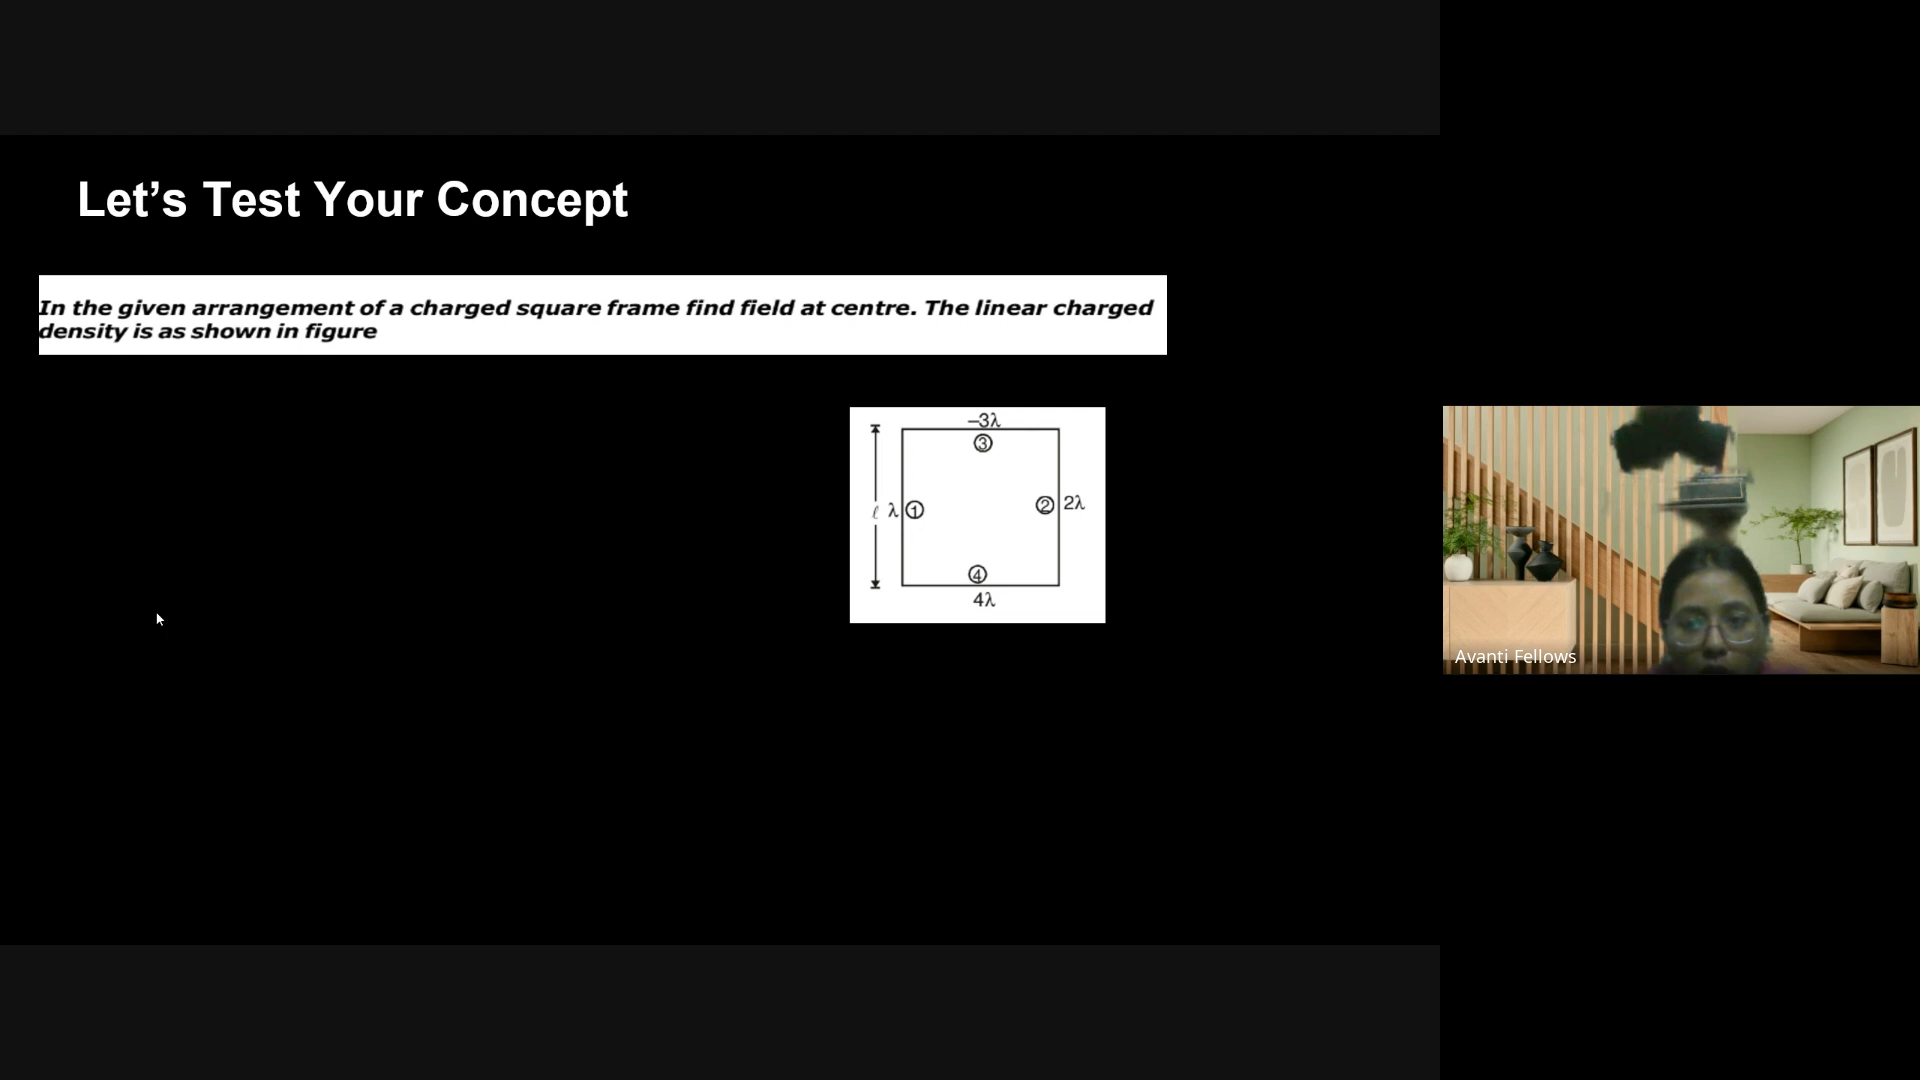 Let’s Test Your Concept
In the given arrangement of a charged square frame find field at centre. The linear charged
density is as shown in figure
–3λ
③
ℓ λ ① ② 2λ
④
4λ
Avanti Fellows